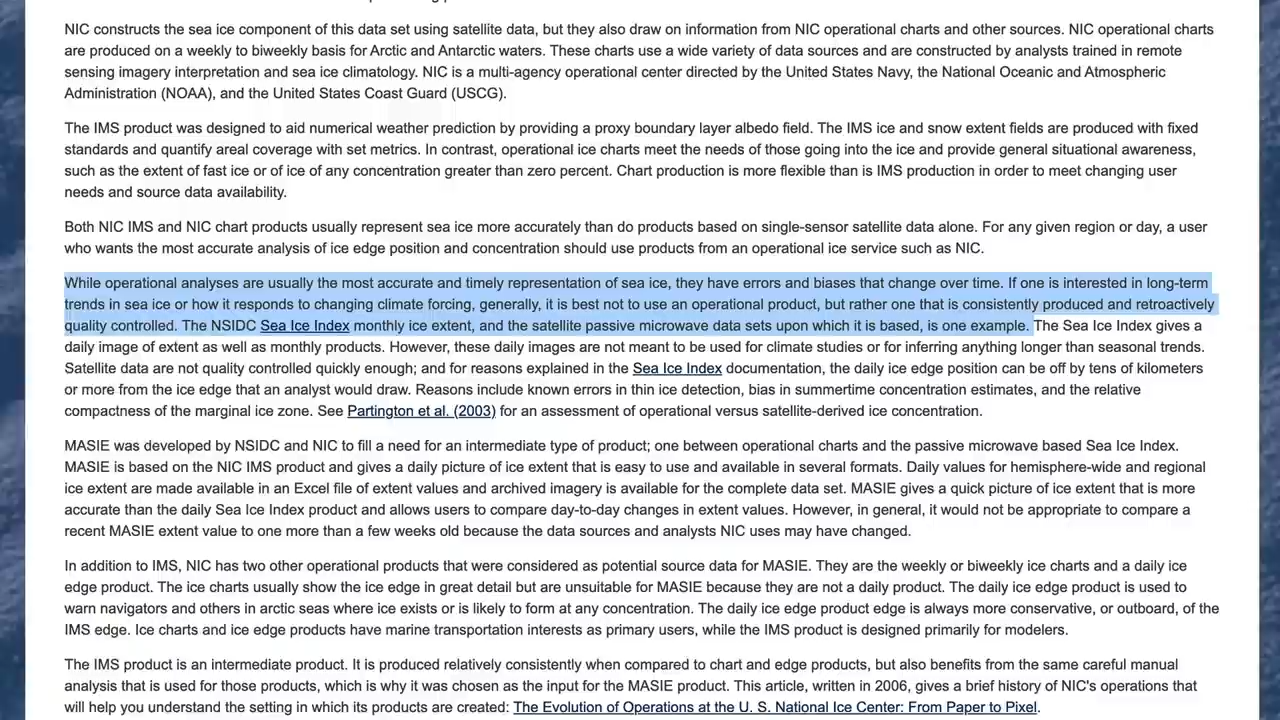 NIC constructs the sea ice component of this data set using satellite data, but they also draw on information from NIC operational charts and other sources. NIC operational charts
are produced on a weekly to biweekly basis for Arctic and Antarctic waters. These charts use a wide variety of data sources and are constructed by analysts trained in remote
sensing imagery interpretation and sea ice climatology. NIC is a multi-agency operational center directed by the United States Navy, the National Oceanic and Atmospheric
Administration (NOAA), and the United States Coast Guard (USCG).
The IMS product was designed to aid numerical weather prediction by providing a proxy boundary layer albedo field. The IMS ice and snow extent fields are produced with fixed
standards and quantify areal coverage with set metrics. In contrast, operational ice charts meet the needs of those going into the ice and provide general situational awareness,
such as the extent of fast ice or of ice of any concentration greater than zero percent. Chart production is more flexible than is IMS production in order to meet changing user
needs and source data availability.
Both NIC IMS and NIC chart products usually represent sea ice more accurately than do products based on single-sensor satellite data alone. For any given region or day, a user
who wants the most accurate analysis of ice edge position and concentration should use products from an operational ice service such as NIC.
While operational analyses are usually the most accurate and timely representation of sea ice, they have errors and biases that change over time. If one is interested in long-term
trends in sea ice or how it responds to changing climate forcing, generally, it is best not to use an operational product, but rather one that is consistently produced and retroactively
quality controlled. The NSIDC Sea Ice Index monthly ice extent, and the satellite passive microwave data sets upon which it is based, is one example. The Sea Ice Index gives a
daily image of extent as well as monthly products. However, these daily images are not meant to be used for climate studies or for inferring anything longer than seasonal trends.
Satellite data are not quality controlled quickly enough; and for reasons explained in the Sea Ice Index documentation, the daily ice edge position can be off by tens of kilometers
or more from the ice edge that an analyst would draw. Reasons include known errors in thin ice detection, bias in summertime concentration estimates, and the relative
compactness of the marginal ice zone. See Partington et al. (2003) for an assessment of operational versus satellite-derived ice concentration.
MASIE was developed by NSIDC and NIC to fill a need for an intermediate type of product; one between operational charts and the passive microwave based Sea Ice Index.
MASIE is based on the NIC IMS product and gives a daily picture of ice extent that is easy to use and available in several formats. Daily values for hemisphere-wide and regional
ice extent are made available in an Excel file of extent values and archived imagery is available for the complete data set. MASIE gives a quick picture of ice extent that is more
accurate than the daily Sea Ice Index product and allows users to compare day-to-day changes in extent values. However, in general, it would not be appropriate to compare a
recent MASIE extent value to one more than a few weeks old because the data sources and analysts NIC uses may have changed.
In addition to IMS, NIC has two other operational products that were considered as potential source data for MASIE. They are the weekly or biweekly ice charts and a daily ice
edge product. The ice charts usually show the ice edge in great detail but are unsuitable for MASIE because they are not a daily product. The daily ice edge product is used to
warn navigators and others in arctic seas where ice exists or is likely to form at any concentration. The daily ice edge product edge is always more conservative, or outboard, of the
IMS edge. Ice charts and ice edge products have marine transportation interests as primary users, while the IMS product is designed primarily for modelers.
The IMS product is an intermediate product. It is produced relatively consistently when compared to chart and edge products, but also benefits from the same careful manual
analysis that is used for those products, which is why it was chosen as the input for the MASIE product. This article, written in 2006, gives a brief history of NIC's operations that
will help you understand the setting in which its products are created: The Evolution of Operations at the U. S. National Ice Center: From Paper to Pixel.